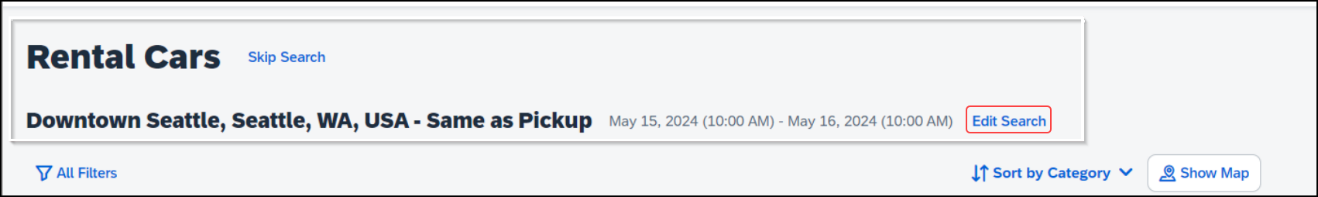 Rental Cars Skip Search
Downtown Seattle, Seattle, WA, USA - Same as Pickup May 15, 2024 (10:00 AM) - May 16, 2024 (10:00 AM) Edit Search
All Filters Sort by Category Show Map